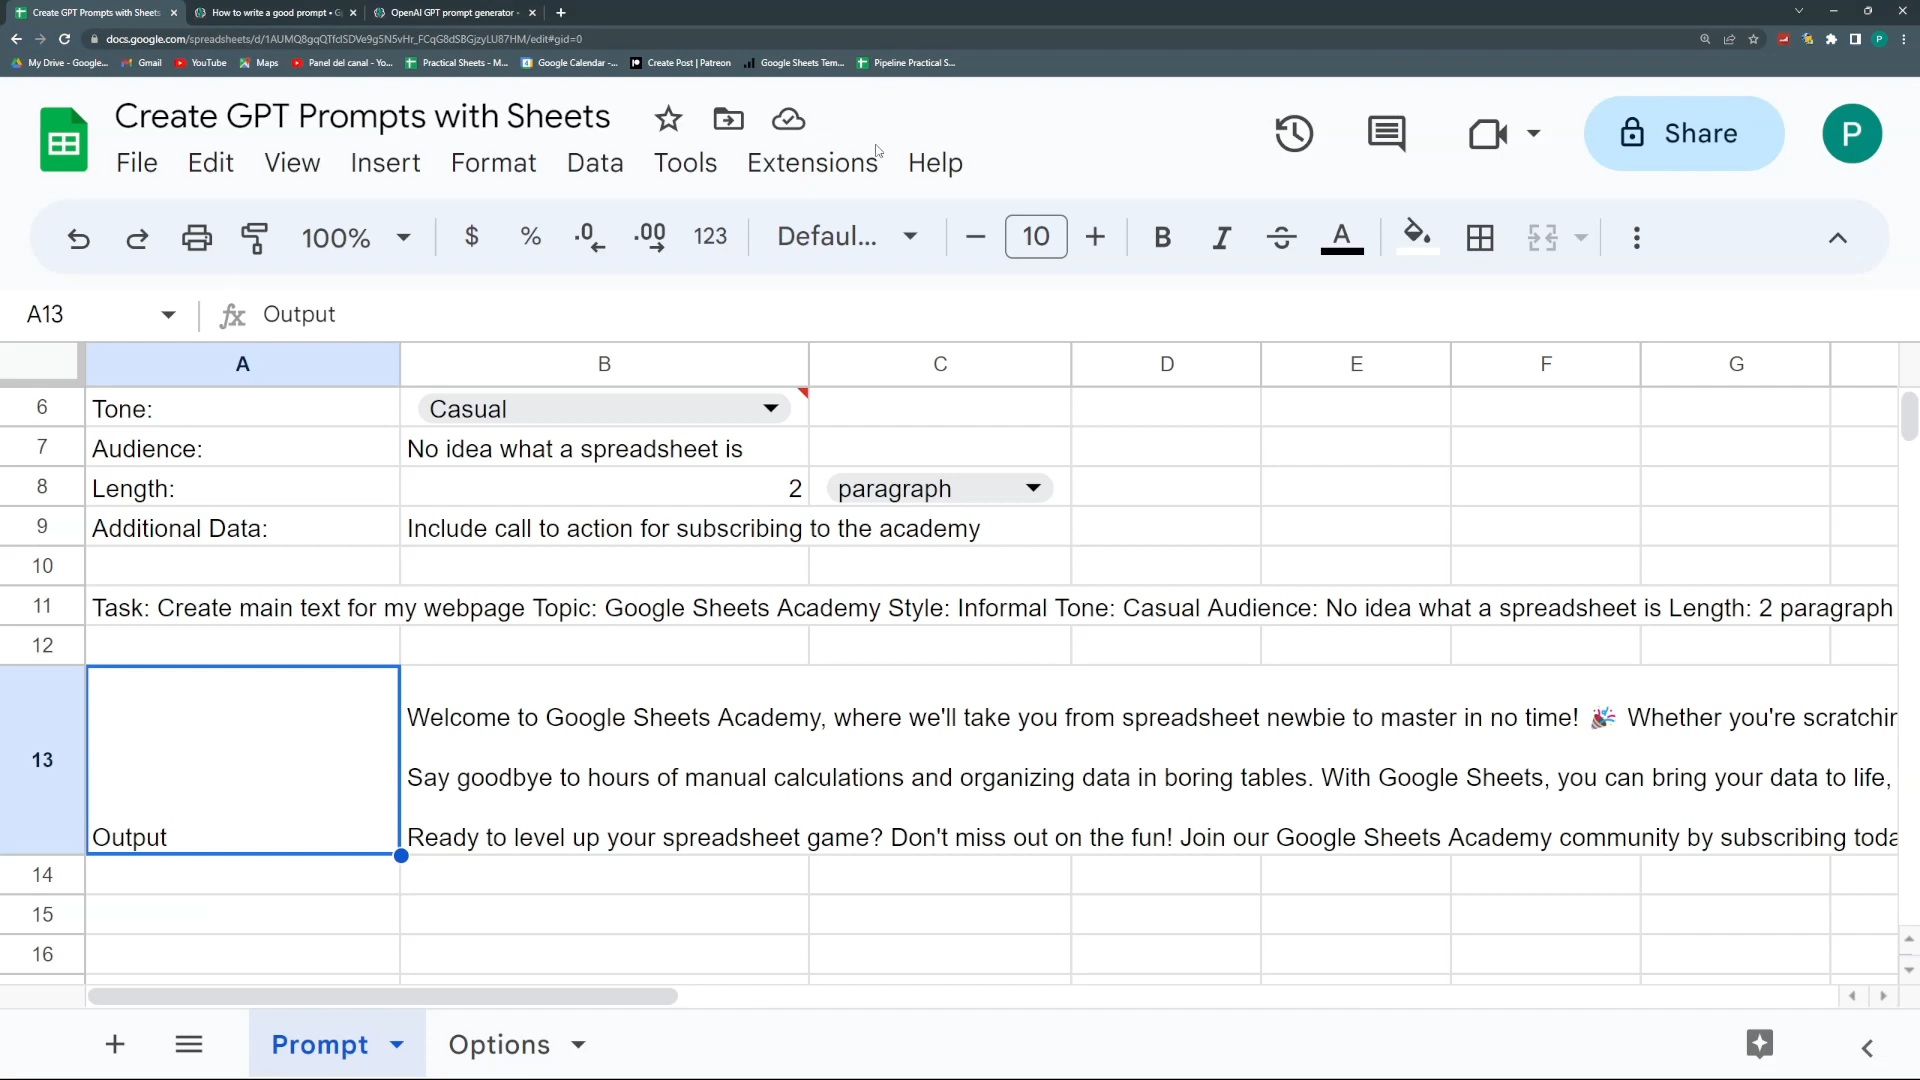 Create GPT Prompts with Sheets
How to write a good prompt •
OpenAI GPT prompt generator -
docs.google.com/spreadsheets/d/1AUMQ8gqQTfdSDVe9g5N5vHr_FCqG8dSBGjzyLU87HM/edit#gid=0
My Drive - Google... Gmail YouTube Maps Panel del canal - Yo... Practical Sheets - M... Google Calendar -... Create Post | Patreon Google Sheets Tem... Pipeline Practical S...
Create GPT Prompts with Sheets
File Edit View Insert Format Data Tools Extensions Help
Share
P
100% $ % .0 .00 123 Defaul... 10 B I S A
A13 fx Output
A B C D E F G
6 Tone: Casual
7 Audience: No idea what a spreadsheet is
8 Length: 2 paragraph
9 Additional Data: Include call to action for subscribing to the academy
10
11 Task: Create main text for my webpage Topic: Google Sheets Academy Style: Informal Tone: Casual Audience: No idea what a spreadsheet is Length: 2 paragraph
12
Welcome to Google Sheets Academy, where we'll take you from spreadsheet newbie to master in no time! 🎉 Whether you're scratchin
13 Say goodbye to hours of manual calculations and organizing data in boring tables. With Google Sheets, you can bring your data to life,
Output Ready to level up your spreadsheet game? Don't miss out on the fun! Join our Google Sheets Academy community by subscribing toda
14
15
16
Prompt Options